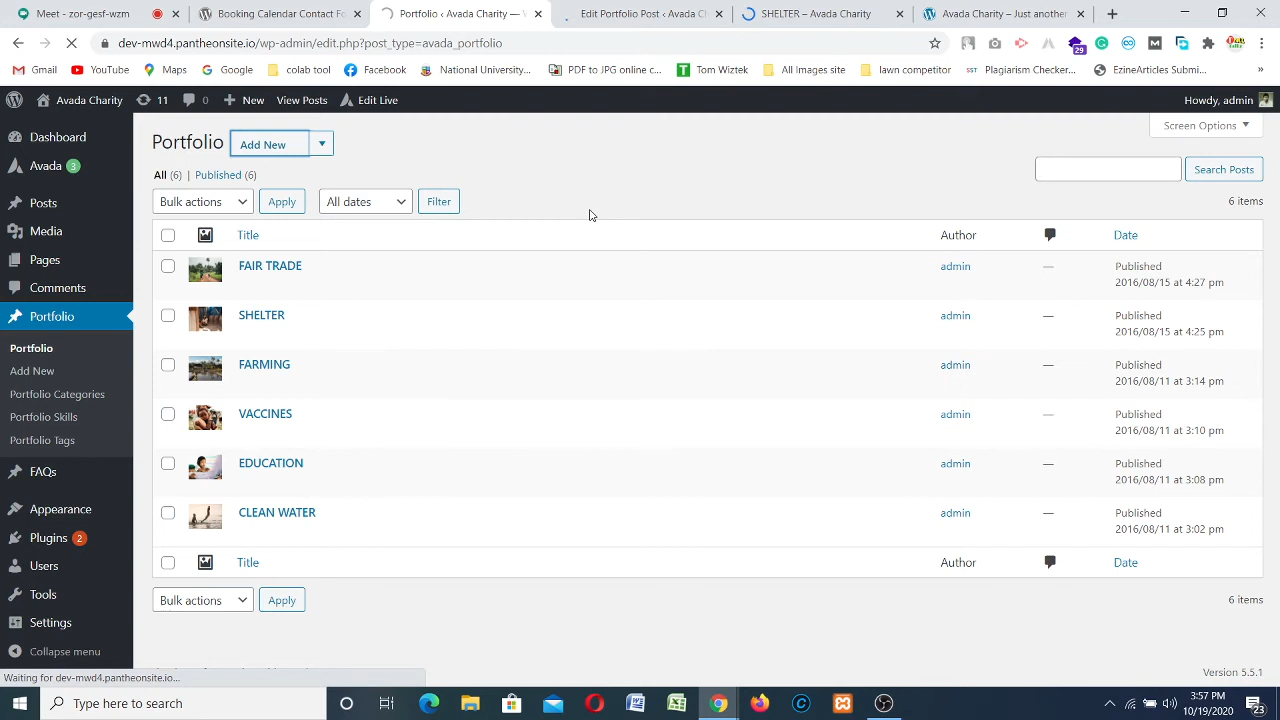 Meet - zor-gesf-wzm
Booking Calendar Contact Fo
Portfolio ‹ Avada Charity — W
Edit Portfolio Post ‹ Avada Ch
SHELTER – Avada Charity
Avada Charity – Just another
dev-mwd4.pantheonsite.io/wp-admin/edit.php?post_type=avada_portfolio
29
Gmail
YouTube
Maps
Google
colab tool
Facebook
National University...
PDF to JPG online c...
Tom Wiztek
All Images site
lawn competitor
SST Plagiarism Checker...
EzineArticles Submi...
»
Avada Charity
11
0
New
View Posts
Edit Live
Howdy, admin
Dashboard
Avada 3
Posts
Media
Pages
Comments
Portfolio
Portfolio
Add New
Portfolio Categories
Portfolio Skills
Portfolio Tags
FAQs
Appearance
Plugins 2
Users
Tools
Settings
Collapse menu
Portfolio
Add New
Screen Options
All (6) | Published (6)
Search Posts
Bulk actions
Apply
All dates
Filter
6 items
Title
Author
Date
FAIR TRADE
admin
—
Published
2016/08/15 at 4:27 pm
SHELTER
admin
—
Published
2016/08/15 at 4:25 pm
FARMING
admin
—
Published
2016/08/11 at 3:14 pm
VACCINES
admin
—
Published
2016/08/11 at 3:10 pm
EDUCATION
admin
—
Published
2016/08/11 at 3:08 pm
CLEAN WATER
admin
—
Published
2016/08/11 at 3:02 pm
Title
Author
Date
Bulk actions
Apply
6 items
Version 5.5.1
Waiting for dev-mwd4.pantheonsite.io...
Type here to search
3:57 PM
10/19/2020
23